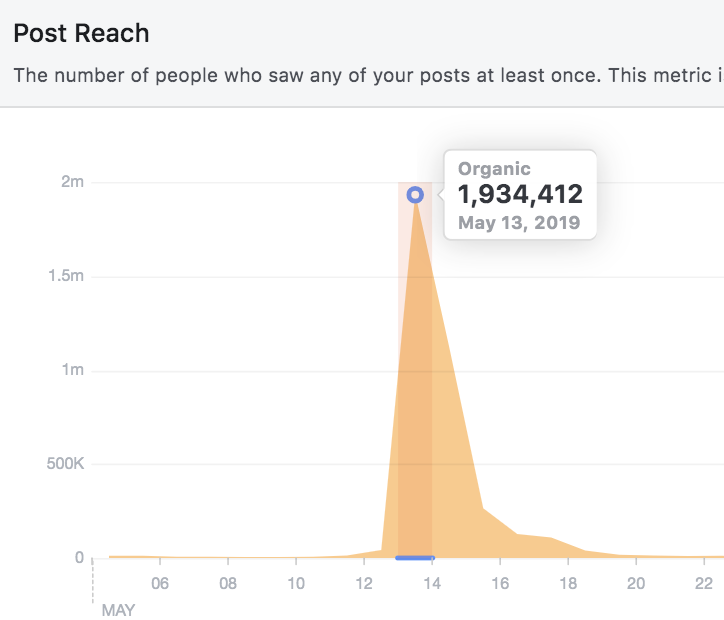 Post Reach
The number of people who saw any of your posts at least once. This metric
Organic
1,934,412
May 13, 2019
2m
1.5m
1m
500K
0
06 08 10 12 14 16 18 20 22
MAY